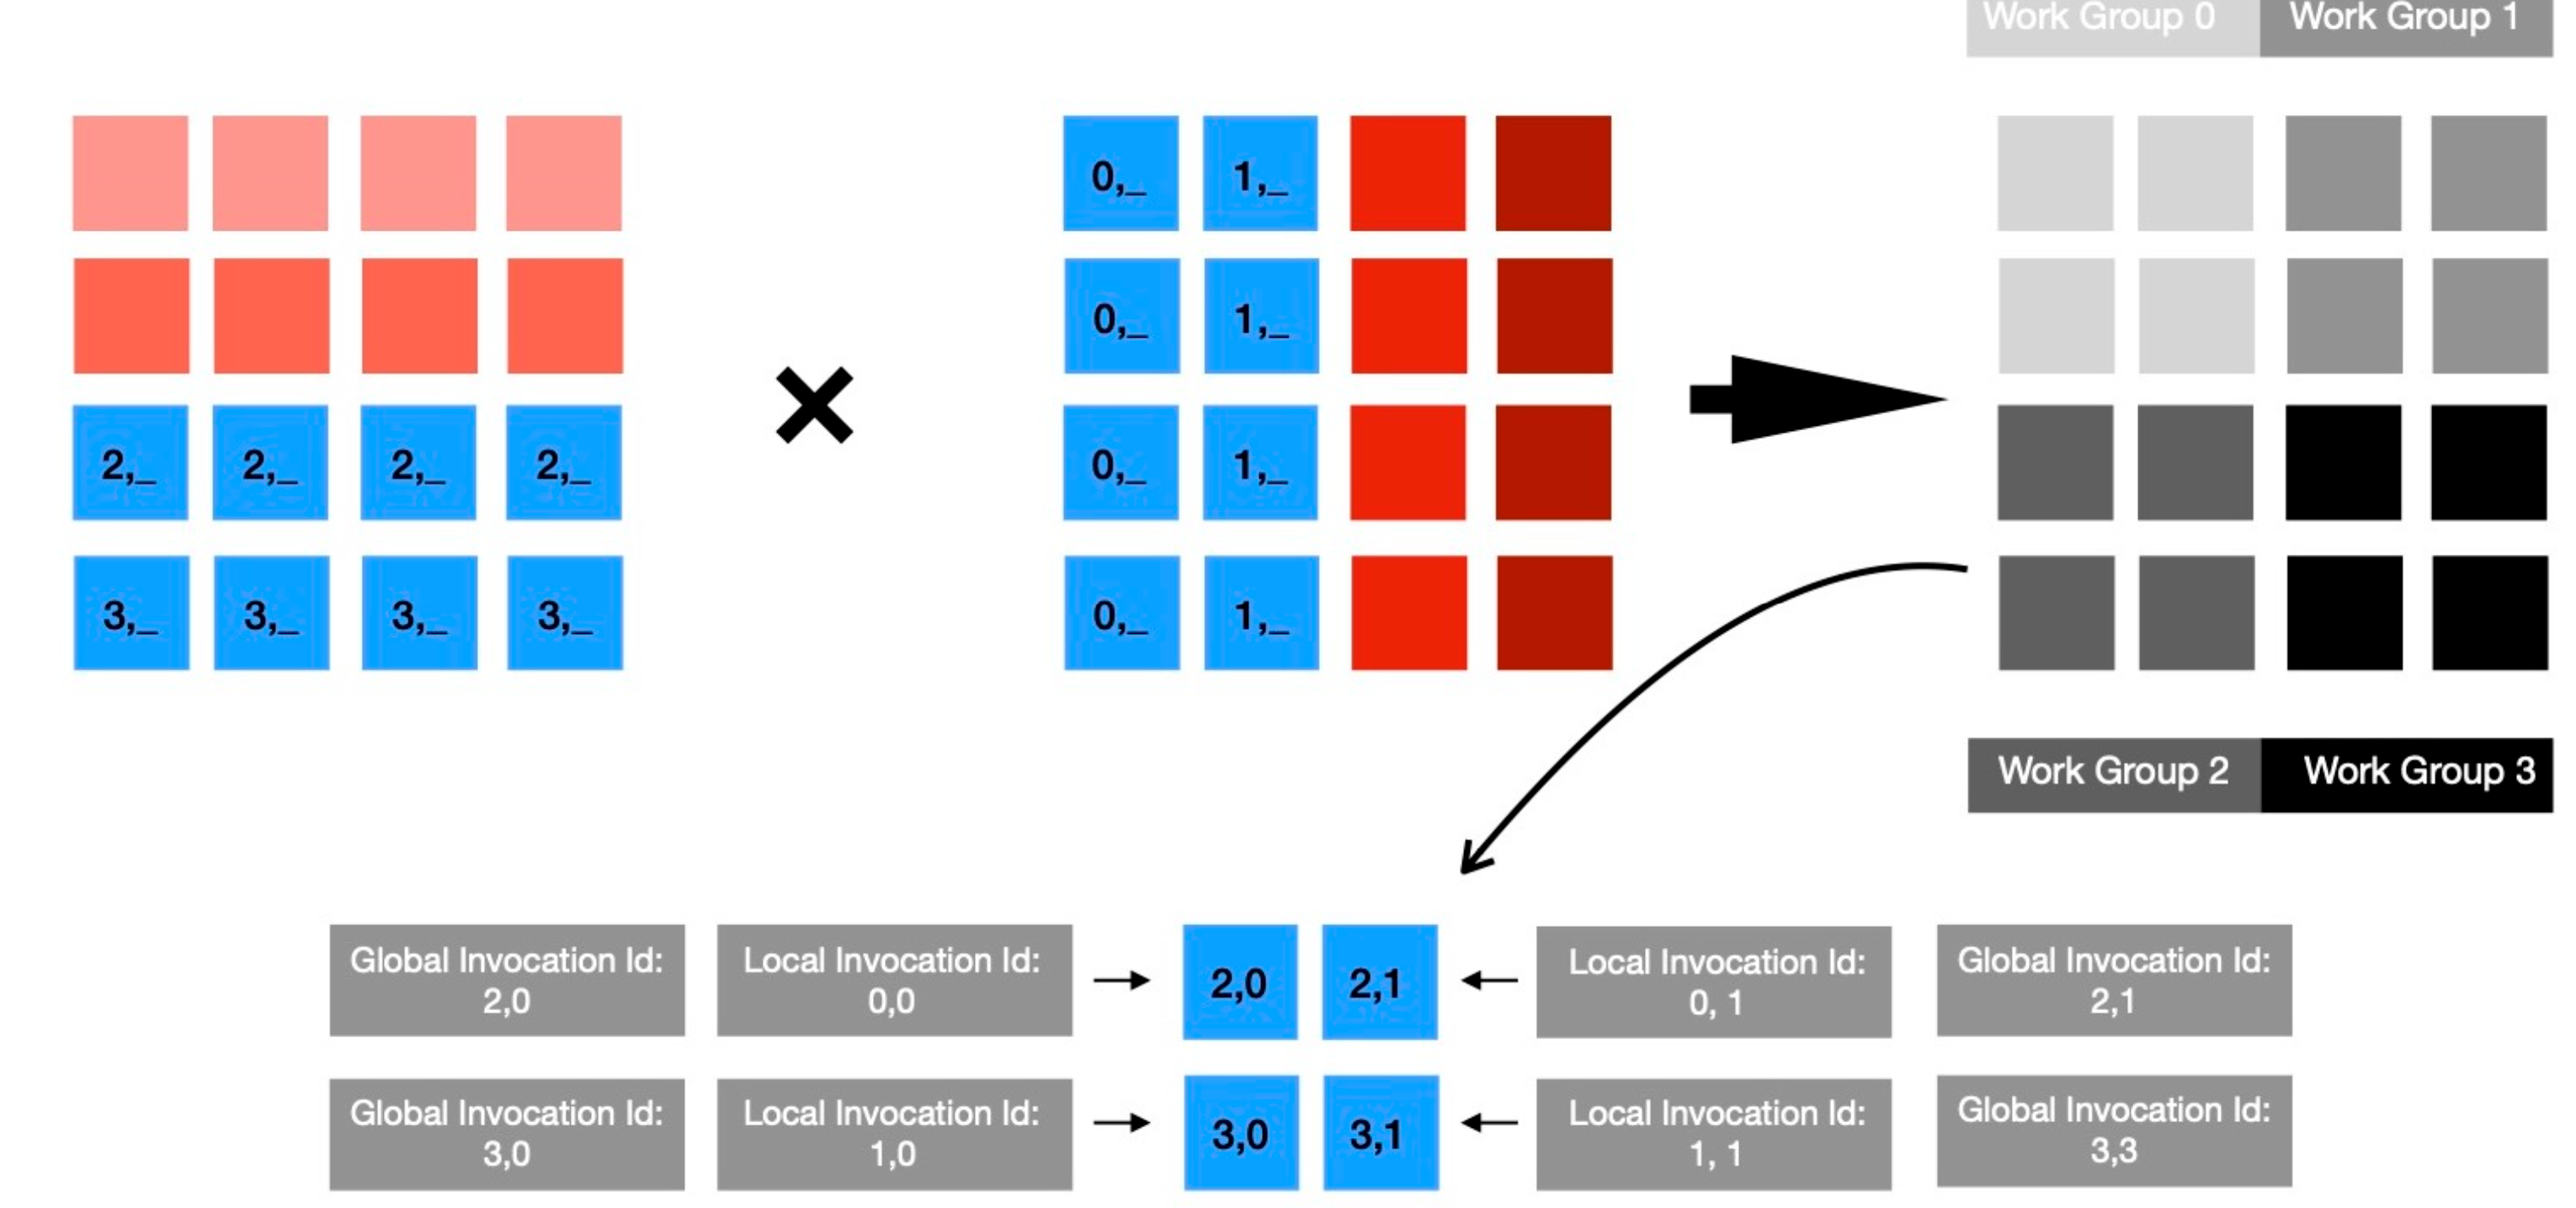 Work Group 0 Work Group 1
0,_ 1,_
0,_ 1,_
2,_ 2,_ 2,_ 2,_ 0,_ 1,_
3,_ 3,_ 3,_ 3,_ 0,_ 1,_
Work Group 2 Work Group 3
Global Invocation Id:
2,0
Local Invocation Id:
0,0
2,0 2,1
Local Invocation Id:
0, 1
Global Invocation Id:
2,1
Global Invocation Id:
3,0
Local Invocation Id:
1,0
3,0 3,1
Local Invocation Id:
1, 1
Global Invocation Id:
3,3